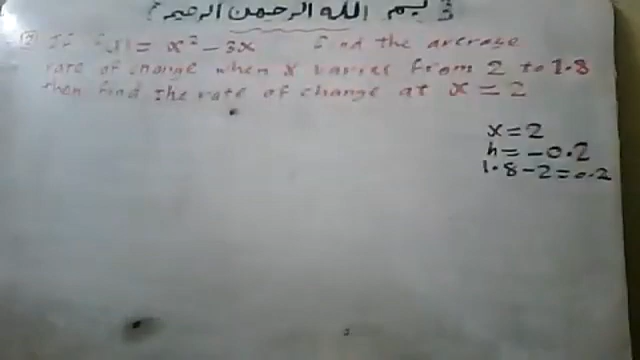 بسم الله الرحمن الرحيم
If f(x) = x² - 3x find the average
rate of change when x varies from 2 to 1.8
then find the rate of change at x = 2
x = 2
h = -0.2
1.8 - 2 = 0.2